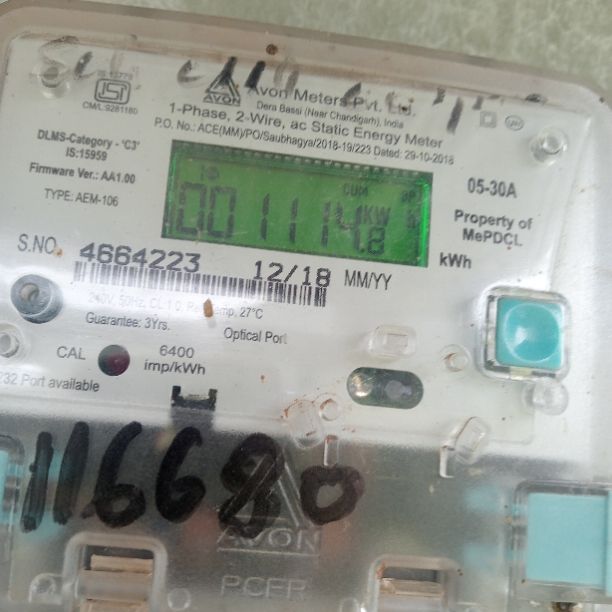 IS 13779
ISI
CM/L:9281180
AVON
Avon Meters Pvt. Ltd.
Dera Bassi (Near Chandigarh), India
1-Phase, 2-Wire, ac Static Energy Meter
P.O. No.: ACE(MM)/PO/Saubhagya/2018-19/223 Dated: 29-10-2018
DLMS-Category - 'C3'
IS:15959
Firmware Ver.: AA1.00
TYPE: AEM-106
CUM
001114.8 KW
05-30A
Property of
MePDCL
kWh
S.NO. 4664223 12/18 MM/YY
240V, 50Hz, CL 1.0, Temp. 27°C
Guarantee: 3Yrs.
Optical Port
CAL 6400
imp/kWh
232 Port available
116680
AVON